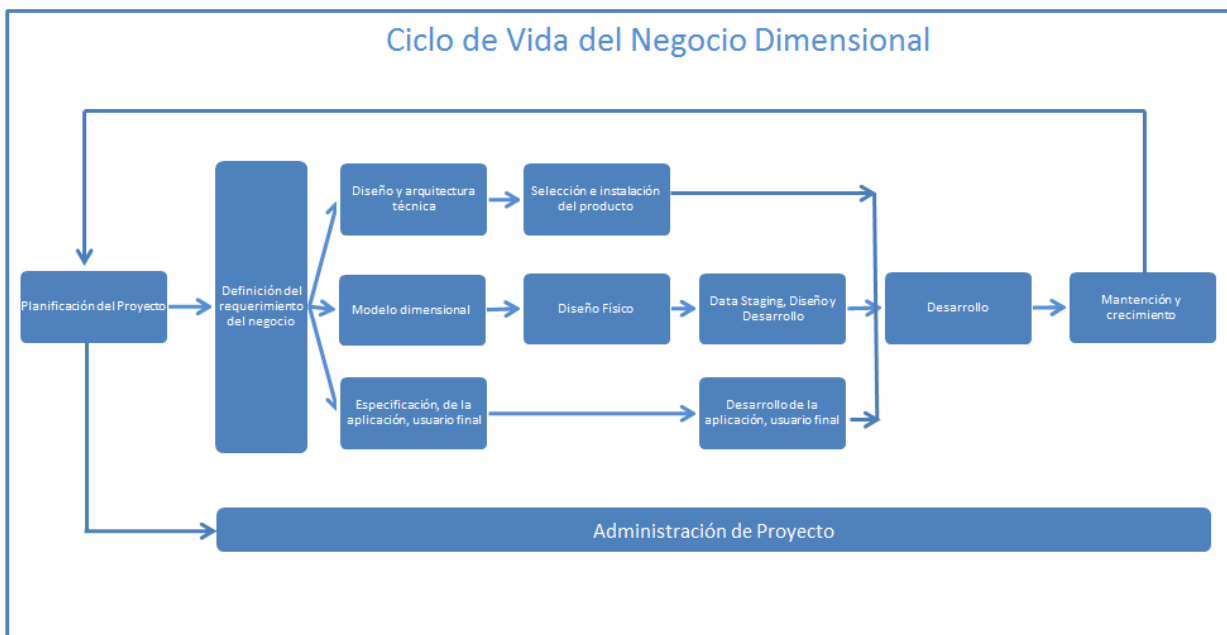 Ciclo de Vida del Negocio Dimensional
Diseño y arquitectura
técnica
Selección e instalación
del producto
Planificación del Proyecto
Definición del
requerimiento
del negocio
Modelo dimensional
Diseño Físico
Data Staging, Diseño y
Desarrollo
Desarrollo
Mantención y
crecimiento
Especificación, de la
aplicación, usuario final
Desarrollo de la
aplicación, usuario final
Administración de Proyecto